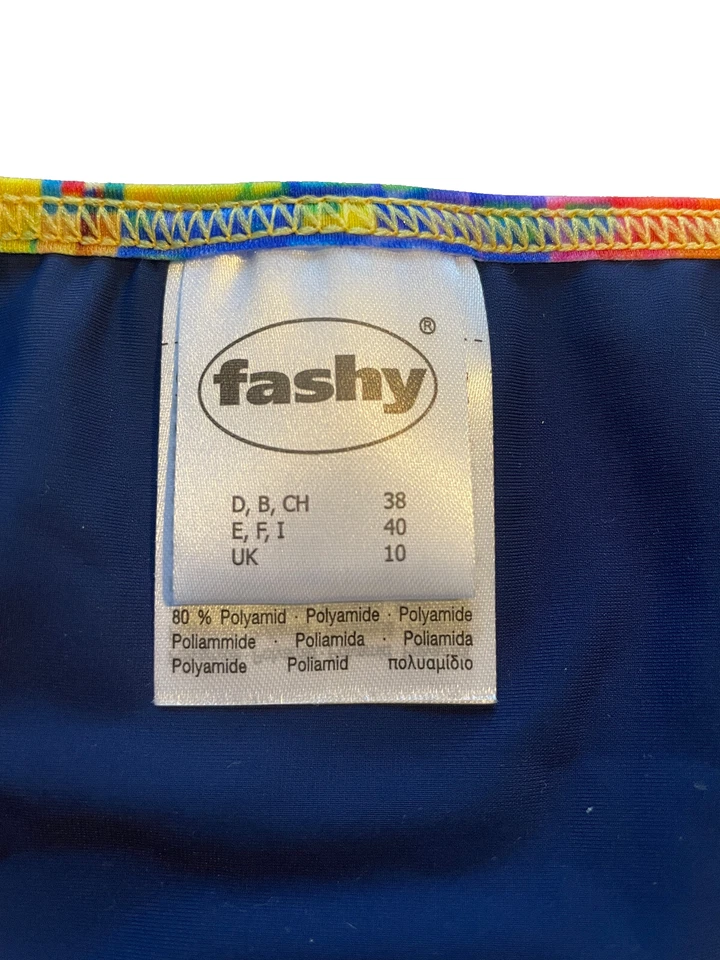 ®
fashy
D, B, CH 38
E, F, I 40
UK 10
80 % Polyamid · Polyamide · Polyamide
Poliammide · Poliamida · Poliamida
Polyamide Poliamid πολυαμίδιο